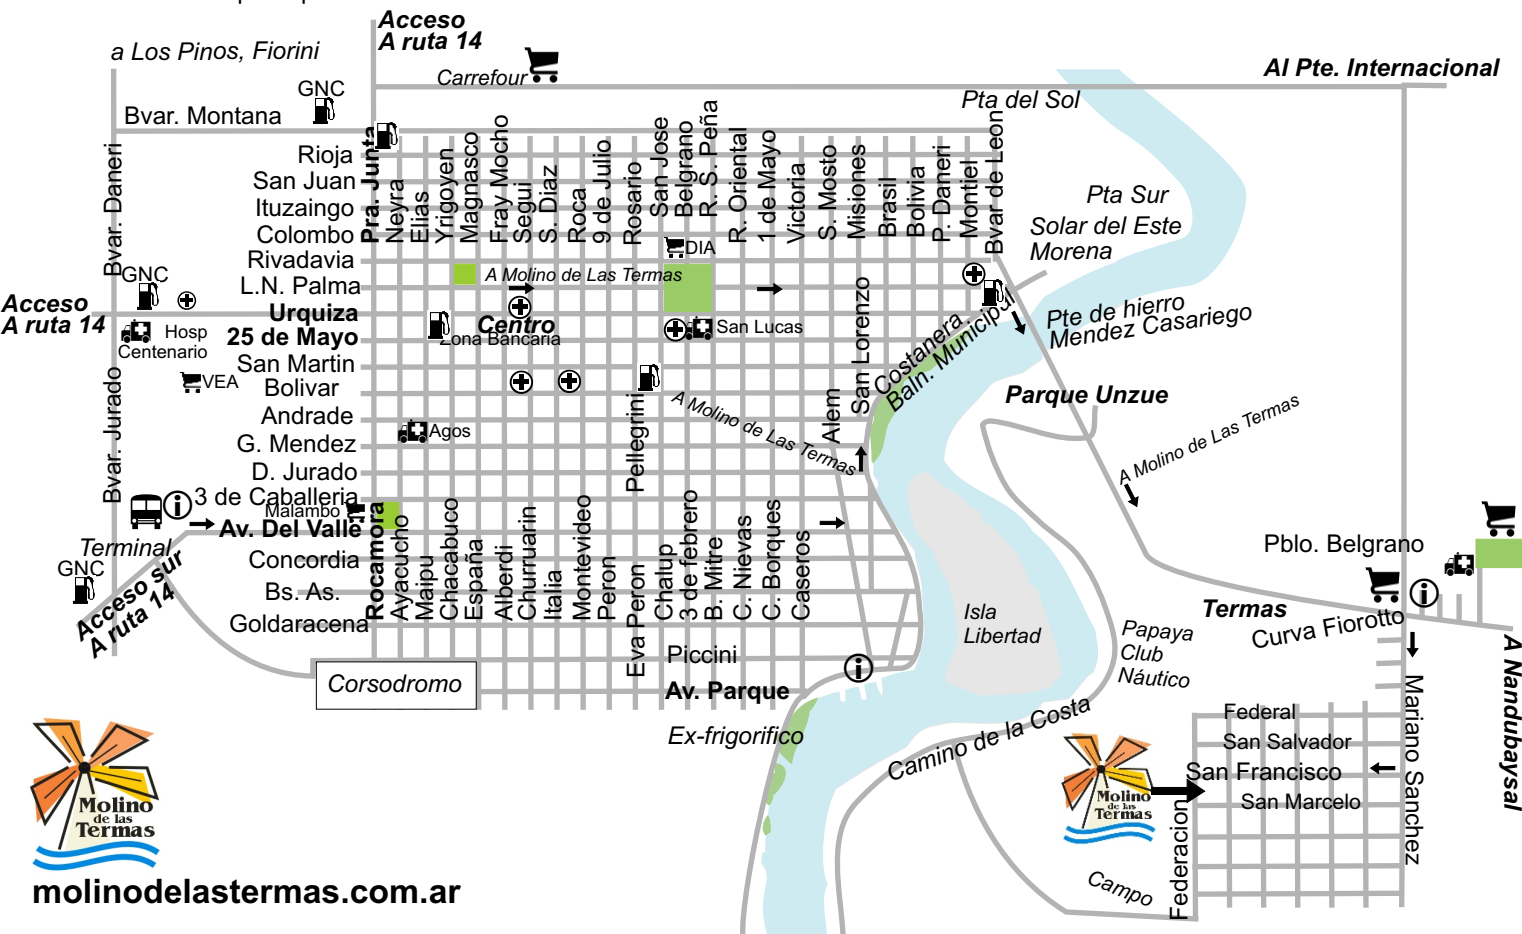 Acceso
A ruta 14
a Los Pinos, Fiorini
Carrefour
Al Pte. Internacional
GNC
Bvar. Montana
Pta del Sol
Rioja
San Juan
Ituzaingo
Colombo
Rivadavia
L.N. Palma
Urquiza
25 de Mayo
San Martin
Bolivar
Andrade
G. Mendez
D. Jurado
3 de Caballeria
Malambo
Av. Del Valle
Concordia
Bs. As.
Goldaracena
Bvar. Daneri
Bvar. Jurado
Pra. Junta
Neyra
Elias
Yrigoyen
Magnasco
Fray Mocho
Segui
S. Diaz
Roca
9 de Julio
Rosario
San Jose
Belgrano
R. S. Peña
R. Oriental
1 de Mayo
Victoria
S. Mosto
Misiones
Brasil
Bolivia
P. Daneri
Montiel
Bvar de Leon
Pta Sur
Solar del Este
Morena
DIA
A Molino de Las Termas
GNC
Acceso
A ruta 14
Hosp
Centenario
VEA
Centro
Zona Bancaria
San Lucas
San Lorenzo
Costanera
Baln. Municipal
Pte de hierro
Mendez Casariego
Parque Unzue
Agos
Pellegrini
A Molino de Las Termas
Alem
A Molino de Las Termas
Terminal
GNC
Acceso sur
A ruta 14
Rocamora
Ayacucho
Maipu
Chacabuco
España
Alberdi
Churruarin
Italia
Montevideo
Peron
Eva Peron
Chalup
3 de febrero
B. Mitre
C. Nievas
C. Borques
Caseros
Pblo. Belgrano
Termas
Curva Fiorotto
Isla
Libertad
Papaya
Club
Náutico
A Nandubaysal
Piccini
Corsodromo
Av. Parque
Ex-frigorifico
Camino de la Costa
Mariano Sanchez
Federal
San Salvador
San Francisco
San Marcelo
Federacion
Campo
Molino
de las
Termas
Molino
de las
Termas
molinodelastermas.com.ar